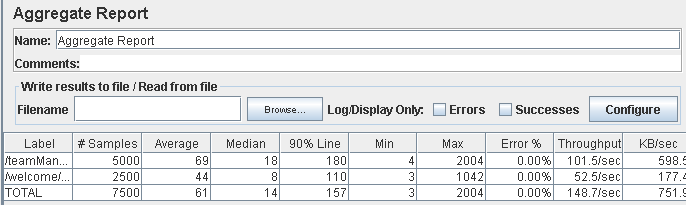 Aggregate Report
Name: Aggregate Report
Comments:
Write results to file / Read from file
Filename Browse... Log/Display Only: Errors Successes Configure
Label # Samples Average Median 90% Line Min Max Error % Throughput KB/sec
/teamMan... 5000 69 18 180 4 2004 0.00% 101.5/sec 598.5
/welcome/... 2500 44 8 110 3 1042 0.00% 52.5/sec 177.4
TOTAL 7500 61 14 157 3 2004 0.00% 148.7/sec 751.9